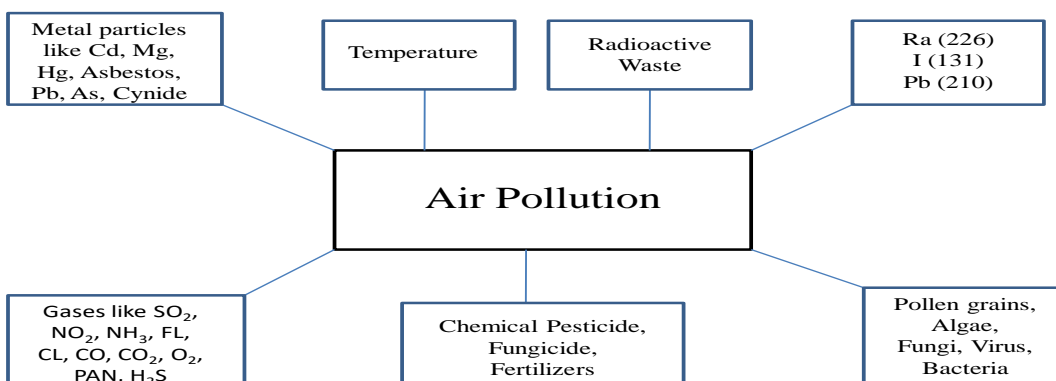 Metal particles
like Cd, Mg,
Hg, Asbestos,
Pb, As, Cynide
Temperature
Radioactive
Waste
Ra (226)
I (131)
Pb (210)
Air Pollution
Gases like SO₂,
NO₂, NH₃, FL,
CL, CO, CO₂, O₂,
PAN, H₂S
Chemical Pesticide,
Fungicide,
Fertilizers
Pollen grains,
Algae,
Fungi, Virus,
Bacteria